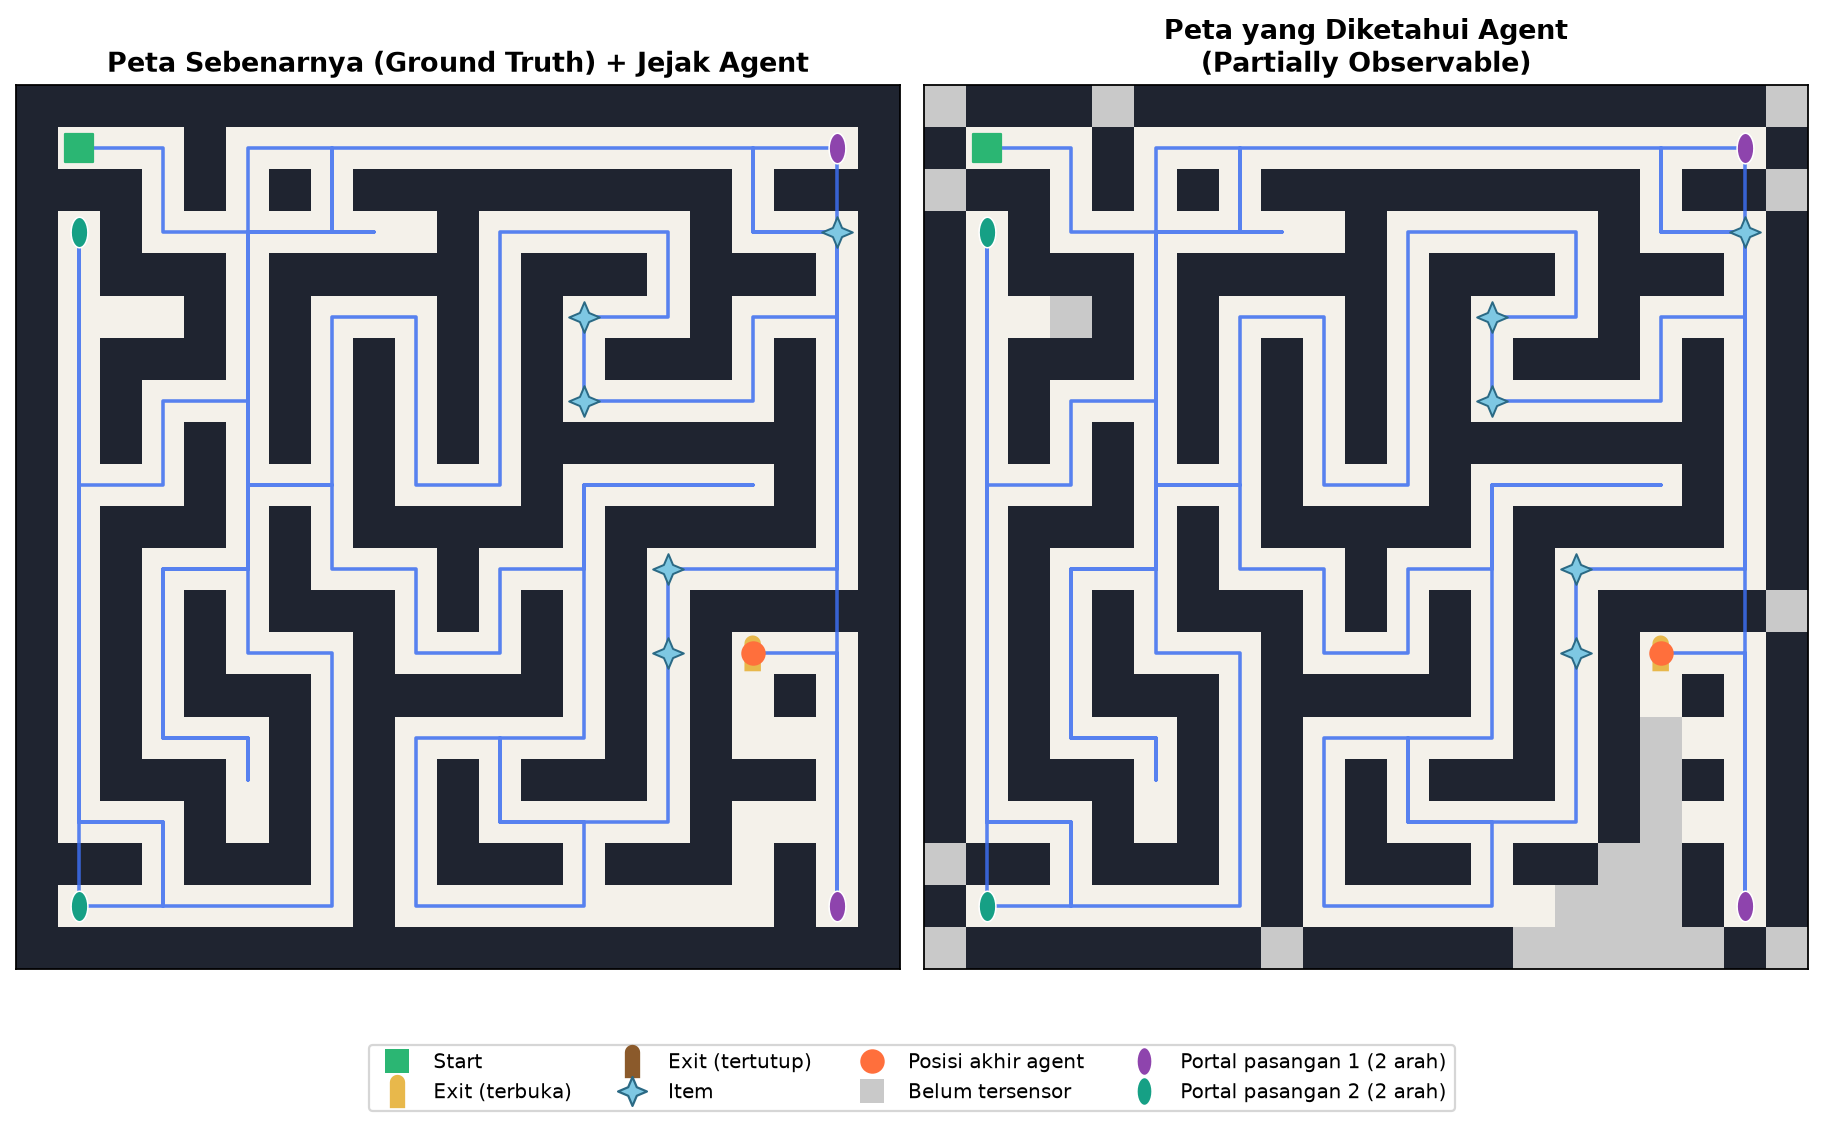 Peta Sebenarnya (Ground Truth) + Jejak Agent
Peta yang Diketahui Agent
(Partially Observable)
Start
Exit (terbuka)
Exit (tertutup)
Item
Posisi akhir agent
Belum tersensor
Portal pasangan 1 (2 arah)
Portal pasangan 2 (2 arah)